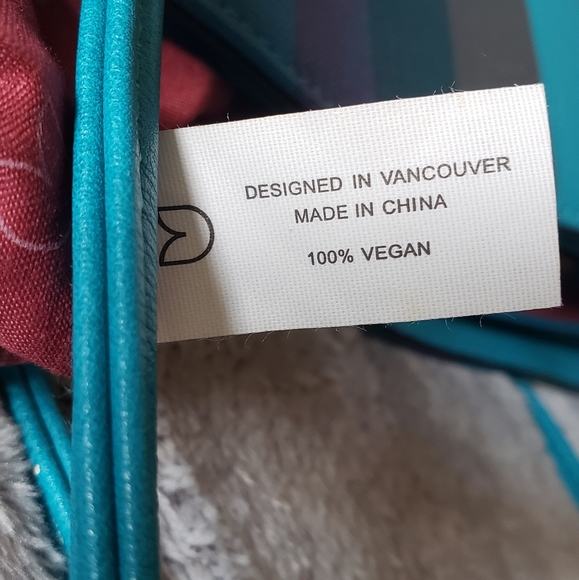 DESIGNED IN VANCOUVER
MADE IN CHINA
100% VEGAN